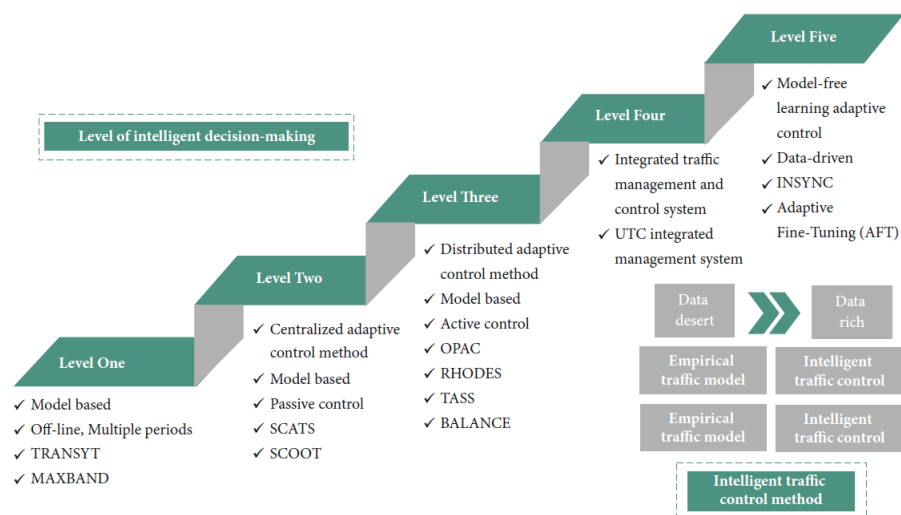 Level of intelligent decision-making
Level One
✓ Model based
✓ Off-line, Multiple periods
✓ TRANSYT
✓ MAXBAND
Level Two
✓ Centralized adaptive
control method
✓ Model based
✓ Passive control
✓ SCATS
✓ SCOOT
Level Three
✓ Distributed adaptive
control method
✓ Model based
✓ Active control
✓ OPAC
✓ RHODES
✓ TASS
✓ BALANCE
Level Four
✓ Integrated traffic
management and
control system
✓ UTC integrated
management system
Level Five
✓ Model-free
learning adaptive
control
✓ Data-driven
✓ INSYNC
✓ Adaptive
Fine-Tuning (AFT)
Data
desert
Data
rich
Empirical
traffic model
Intelligent
traffic control
Empirical
traffic model
Intelligent
traffic control
Intelligent traffic
control method